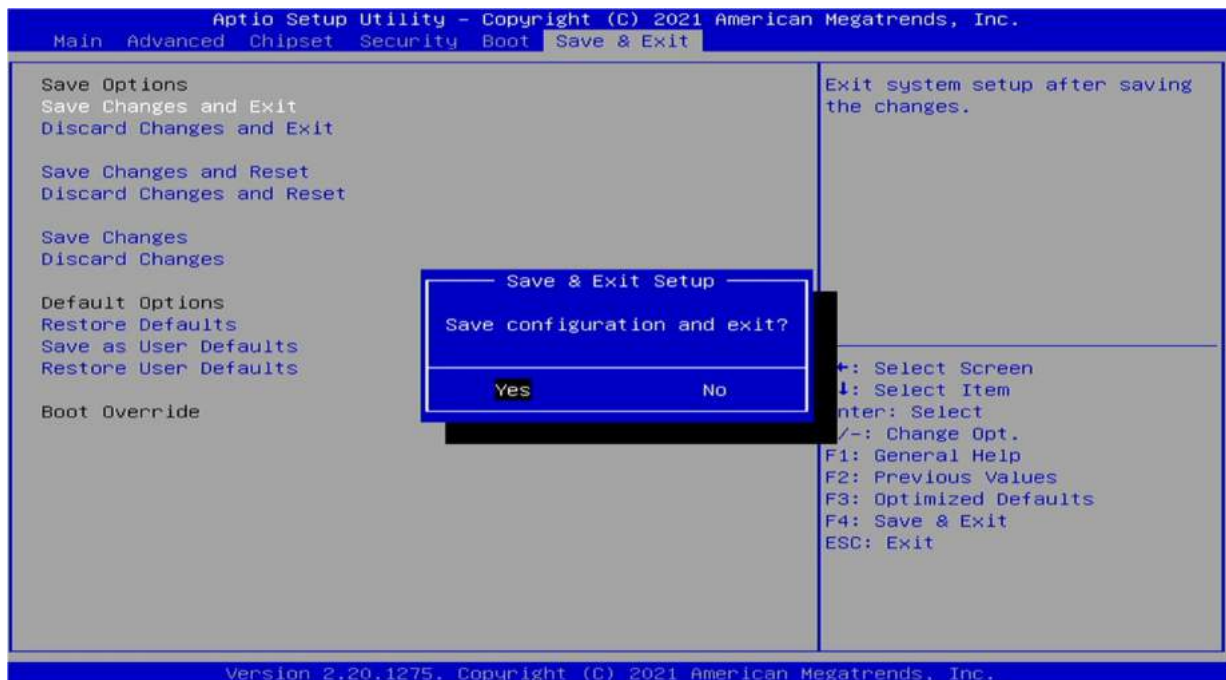 Aptio Setup Utility – Copyright (C) 2021 American Megatrends, Inc.
Main Advanced Chipset Security Boot Save & Exit
Save Options
Save Changes and Exit
Discard Changes and Exit
Save Changes and Reset
Discard Changes and Reset
Save Changes
Discard Changes
Default Options
Restore Defaults
Save as User Defaults
Restore User Defaults
Boot Override
Save & Exit Setup
Save configuration and exit?
Yes No
Exit system setup after saving
the changes.
: Select Screen
: Select Item
nter: Select
/-: Change Opt.
F1: General Help
F2: Previous Values
F3: Optimized Defaults
F4: Save & Exit
ESC: Exit
Version 2.20.1275. Copyright (C) 2021 American Megatrends, Inc.